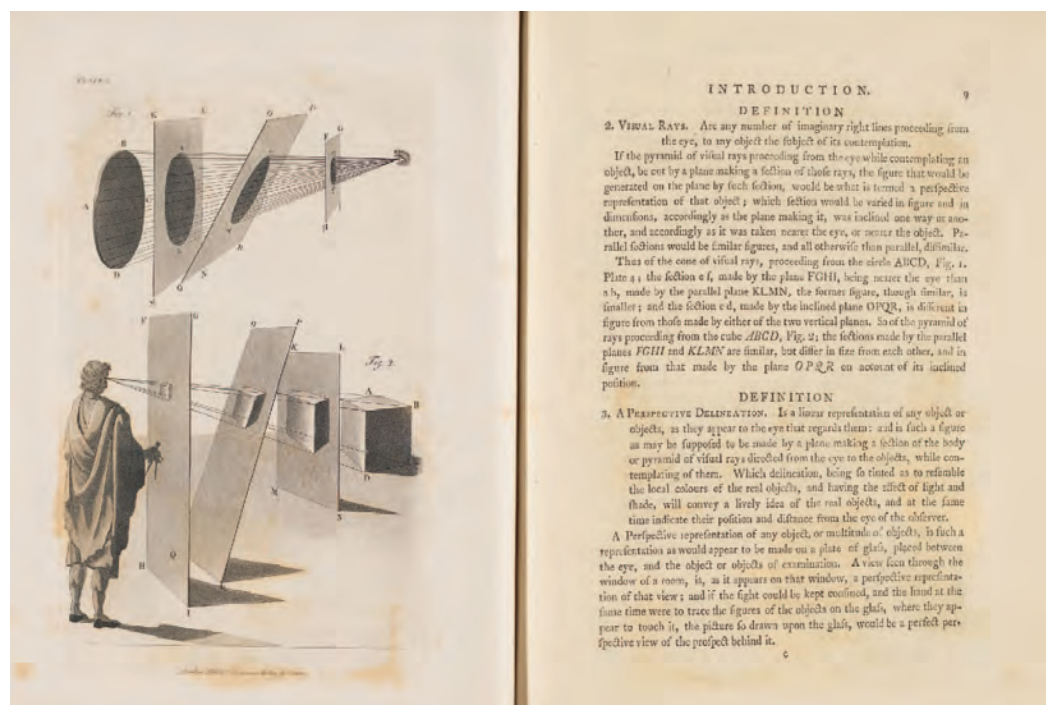 Fig. 1.
K
L
O
P
F
G
B
A
C
D
H
M
N
Q
R
F
G
O
P
K
L
Fig. 2.
A
B
D
M
N
Q
H
I
INTRODUCTION. 9
DEFINITION
2. VISUAL RAYS. Are any number of imaginary right lines proceeding from
the eye, to any object the ſubject of its contemplation.
If the pyramid of viſual rays proceeding from the eye while contemplating an
object, be cut by a plane making a ſection of thoſe rays, the figure that would be
generated on the plane by ſuch ſection, would be what is termed a perſpective
repreſentation of that object; which ſection would be varied in figure and in
dimenſions, accordingly as the plane making it, was inclined one way or ano-
ther, and accordingly as it was taken nearer the eye, or nearer the object. Pa-
rallel ſections would be ſimilar figures, and all otherwiſe than parallel, diſſimilar.
Thus of the cone of viſual rays, proceeding from the circle ABCD, Fig. 1.
Plate 4; the ſection e f, made by the plane FGHI, being nearer the eye than
a b, made by the parallel plane KLMN, the former figure, though ſimilar, is
ſmaller; and the ſection c d, made by the inclined plane OPQR, is different in
figure from thoſe made by either of the two vertical planes. So of the pyramid of
rays proceeding from the cube ABCD, Fig. 2; the ſections made by the parallel
planes FGHI and KLMN are ſimilar, but differ in ſize from each other, and in
figure from that made by the plane OPQR on account of its inclined
poſition.
DEFINITION
3. A PERSPECTIVE DELINEATION. Is a linear repreſentation of any object or
objects, as they appear to the eye that regards them: and is ſuch a figure
as may be ſuppoſed to be made by a plane making a ſection of the body
or pyramid of viſual rays directed from the eye to the objects, while con-
templating of them. Which delineation, being ſo tinted as to reſemble
the local colours of the real objects, and having the effect of light and
ſhade, will convey a lively idea of the real objects, and at the ſame
time indicate their poſition and diſtance from the eye of the obſerver.
A Perſpective repreſentation of any object, or multitude of objects, is ſuch a
repreſentation as would appear to be made on a plate of glaſs, placed between
the eye, and the object or objects of examination. A view ſeen through the
window of a room, is, as it appears on that window, a perſpective repreſenta-
tion of that view; and if the ſight could be kept confined, and the hand at the
ſame time were to trace the figures of the objects on the glaſs, where they ap-
pear to touch it, the picture ſo drawn upon the glaſs, would be a perfect per-
ſpective view of the proſpect behind it.
C